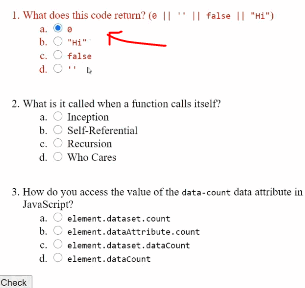 1. What does this code return? (0 || '' || false || "Hi")
a. 0
b. "Hi"
c. false
d. ''
2. What is it called when a function calls itself?
a. Inception
b. Self-Referential
c. Recursion
d. Who Cares
3. How do you access the value of the data-count data attribute in
JavaScript?
a. element.dataset.count
b. element.dataAttribute.count
c. element.dataset.dataCount
d. element.dataCount
Check